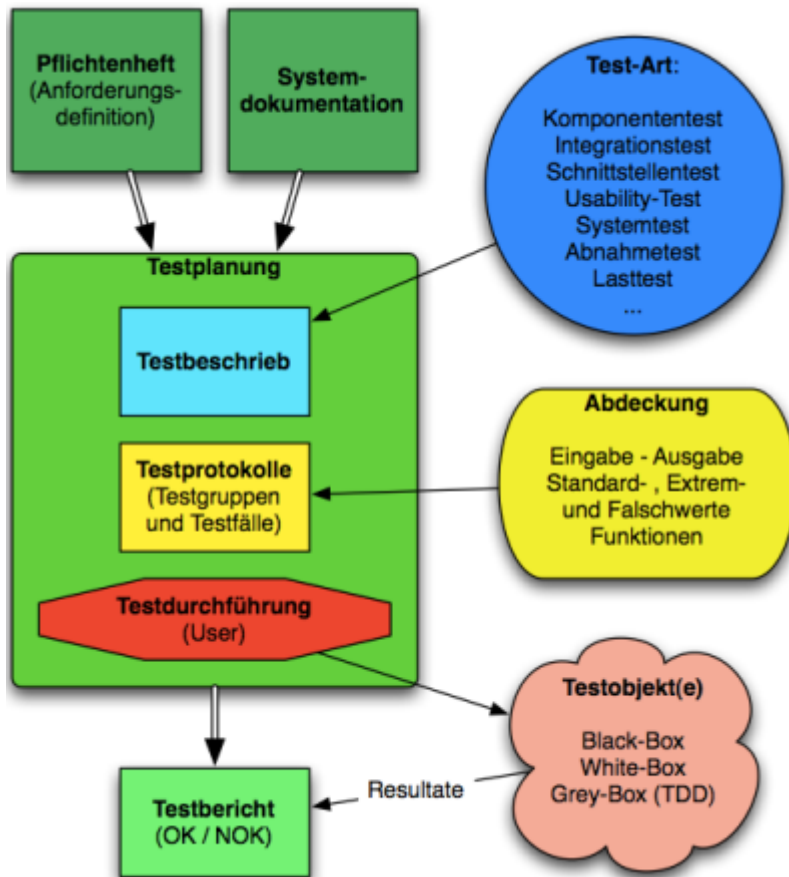 Pflichtenheft
(Anforderungs-
definition)
System-
dokumentation
Test-Art:
Komponententest
Integrationstest
Schnittstellentest
Usability-Test
Systemtest
Abnahmetest
Lasttest
...
Testplanung
Testbeschrieb
Testprotokolle
(Testgruppen
und Testfälle)
Abdeckung
Eingabe - Ausgabe
Standard- , Extrem-
und Falschwerte
Funktionen
Testdurchführung
(User)
Testobjekt(e)
Black-Box
White-Box
Grey-Box (TDD)
Resultate
Testbericht
(OK / NOK)